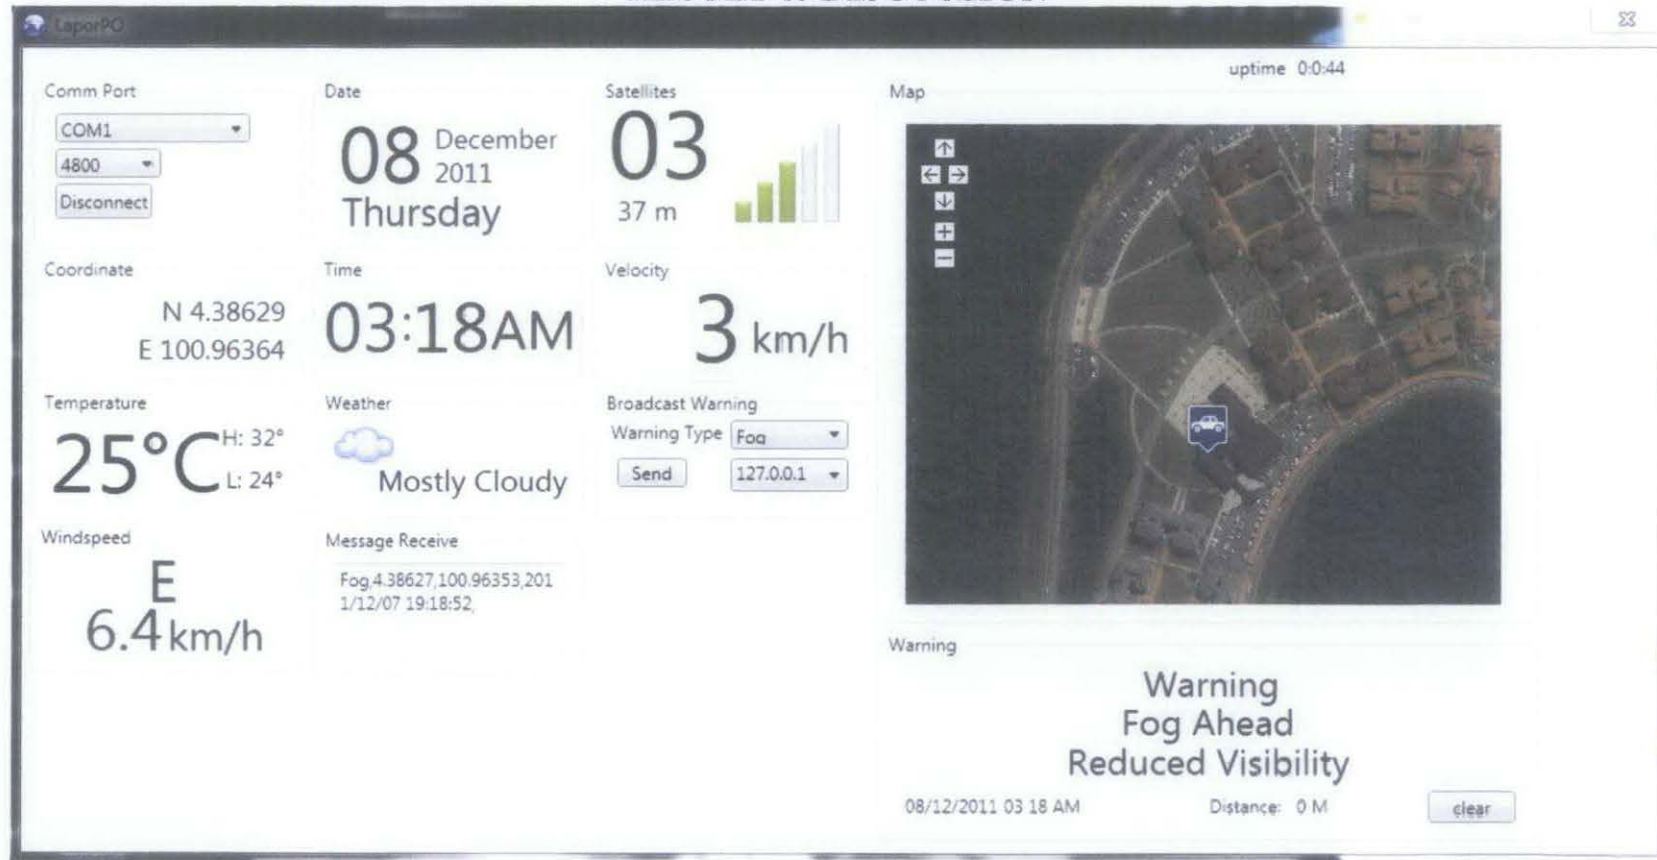 LaporPO
uptime 0:0:44
Comm Port
COM1
4800
Disconnect
Date
08 December
2011
Thursday
Satellites
03
37 m
Map
Coordinate
N 4.38629
E 100.96364
Time
03:18AM
Velocity
3 km/h
Temperature
25°C
H: 32°
L: 24°
Weather
Mostly Cloudy
Broadcast Warning
Warning Type Fog
Send 127.0.0.1
Windspeed
E
6.4 km/h
Message Receive
Fog,4.38627,100.96353,201
1/12/07 19:18:52,
Warning
Warning
Fog Ahead
Reduced Visibility
08/12/2011 03 18 AM Distance: 0 M clear